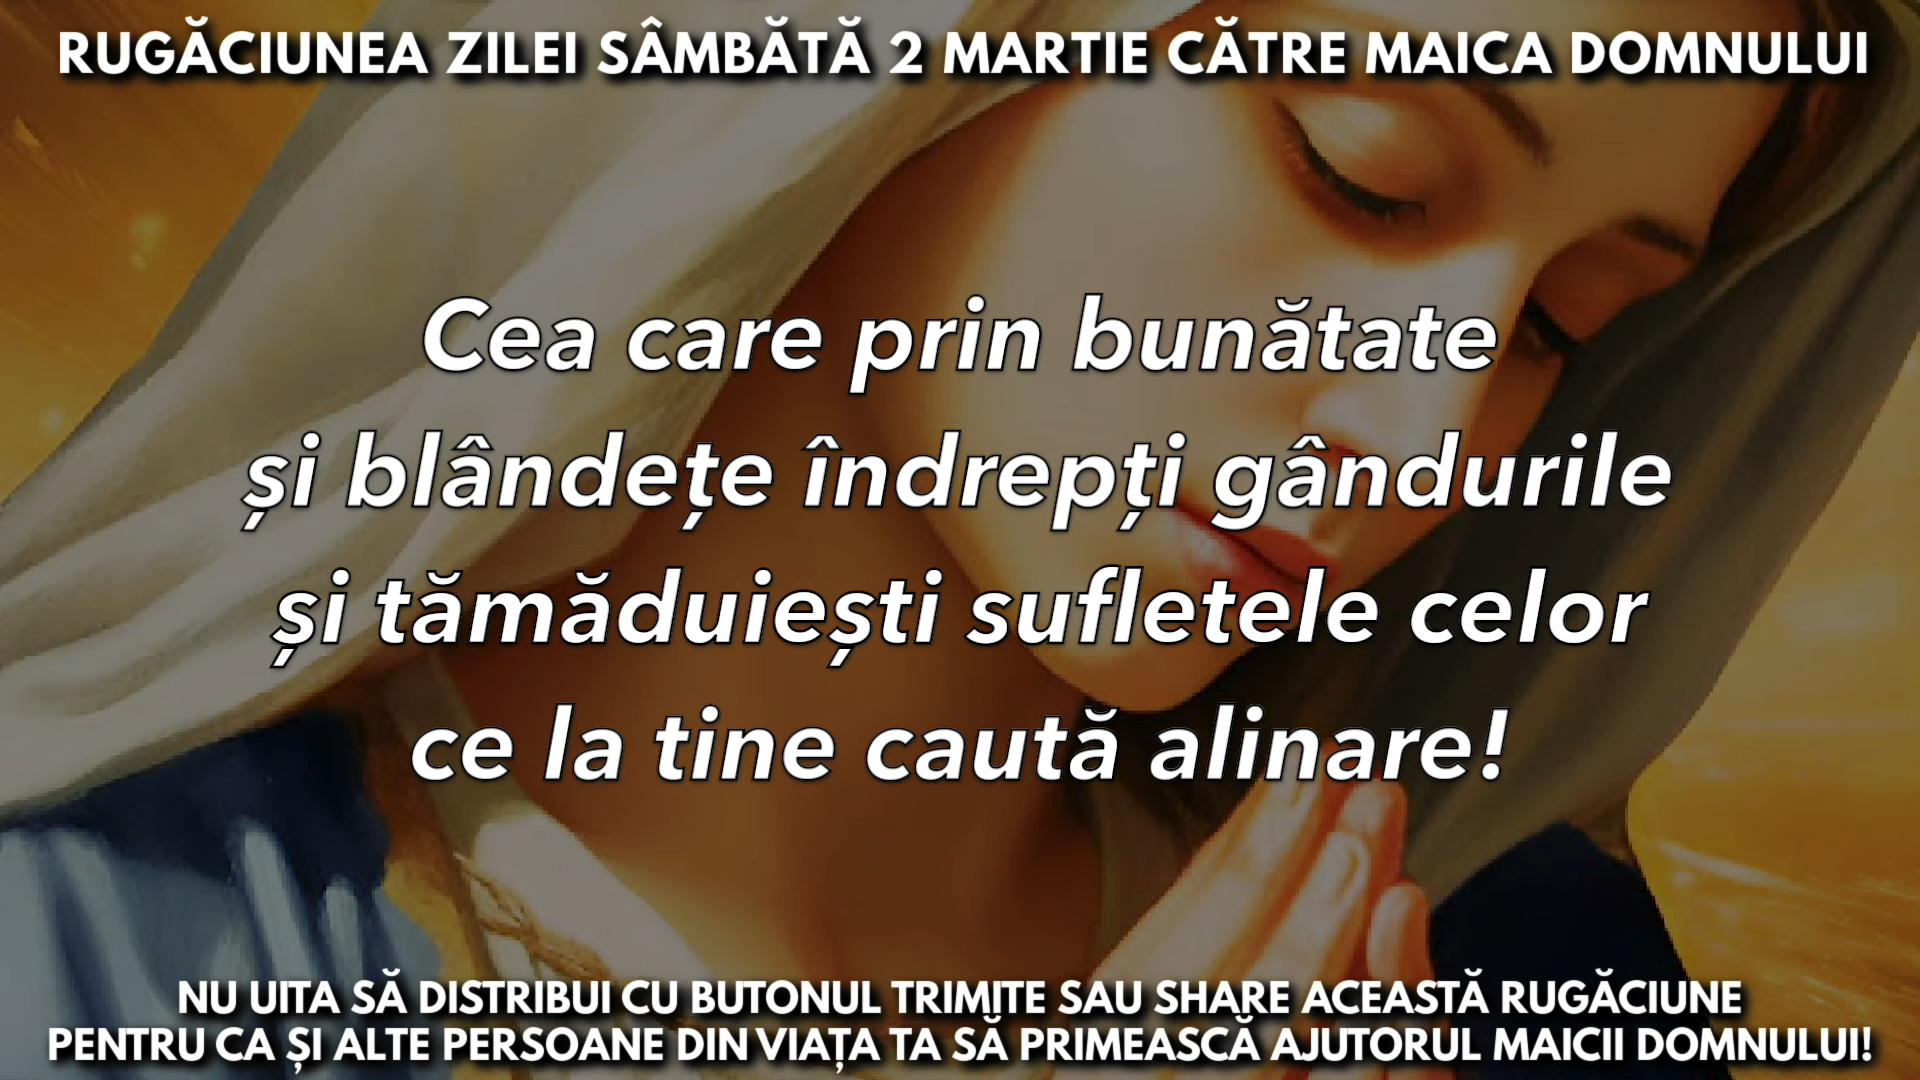 RUGĂCIUNEA ZILEI SÂMBĂTĂ 2 MARTIE CĂTRE MAICA DOMNULUI
Cea care prin bunătate
și blândețe îndrepți gândurile
și tămăduiești sufletele celor
ce la tine caută alinare!
NU UITA SĂ DISTRIBUI CU BUTONUL TRIMITE SAU SHARE ACEASTĂ RUGĂCIUNE
PENTRU CA ȘI ALTE PERSOANE DIN VIAȚA TA SĂ PRIMEASCĂ AJUTORUL MAICII DOMNULUI!